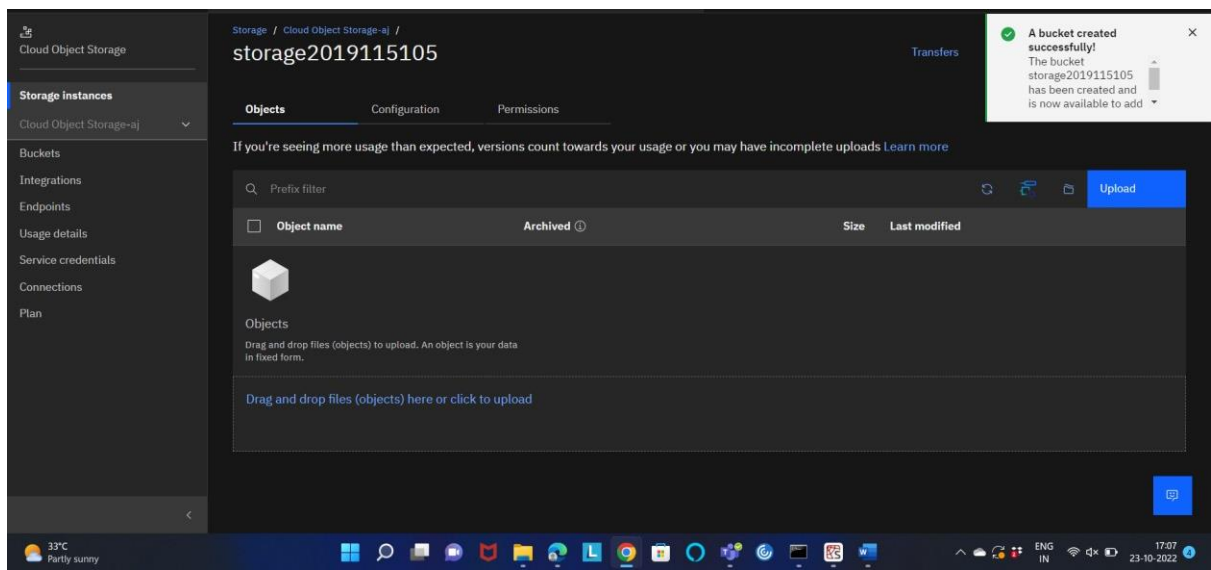 Cloud Object Storage
Storage instances
Cloud Object Storage-aj
Buckets
Integrations
Endpoints
Usage details
Service credentials
Connections
Plan
Storage / Cloud Object Storage-aj /
storage2019115105
Transfers
A bucket created
successfully!
The bucket
storage2019115105
has been created and
is now available to add
Objects Configuration Permissions
If you're seeing more usage than expected, versions count towards your usage or you may have incomplete uploads Learn more
Prefix filter
Upload
Object name Archived Size Last modified
Objects
Drag and drop files (objects) to upload. An object is your data
in fixed form.
Drag and drop files (objects) here or click to upload
33°C
Partly sunny
ENG
IN
17:07
23-10-2022
4